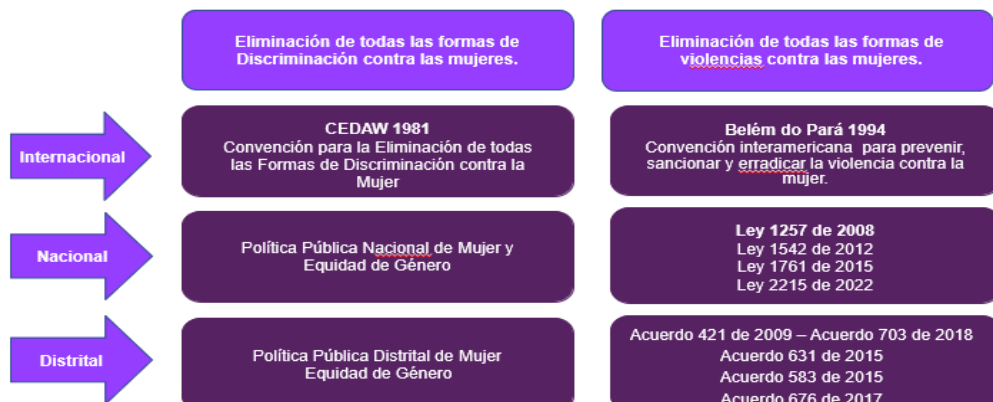 Eliminación de todas las formas de
Discriminación contra las mujeres.
Eliminación de todas las formas de
violencias contra las mujeres.
Internacional
CEDAW 1981
Convención para la Eliminación de todas
las Formas de Discriminación contra la
Mujer
Belém do Pará 1994
Convención interamericana para prevenir,
sancionar y erradicar la violencia contra la
mujer.
Nacional
Política Pública Nacional de Mujer y
Equidad de Género
Ley 1257 de 2008
Ley 1542 de 2012
Ley 1761 de 2015
Ley 2215 de 2022
Distrital
Política Pública Distrital de Mujer
Equidad de Género
Acuerdo 421 de 2009 – Acuerdo 703 de 2018
Acuerdo 631 de 2015
Acuerdo 583 de 2015
Acuerdo 676 de 2017